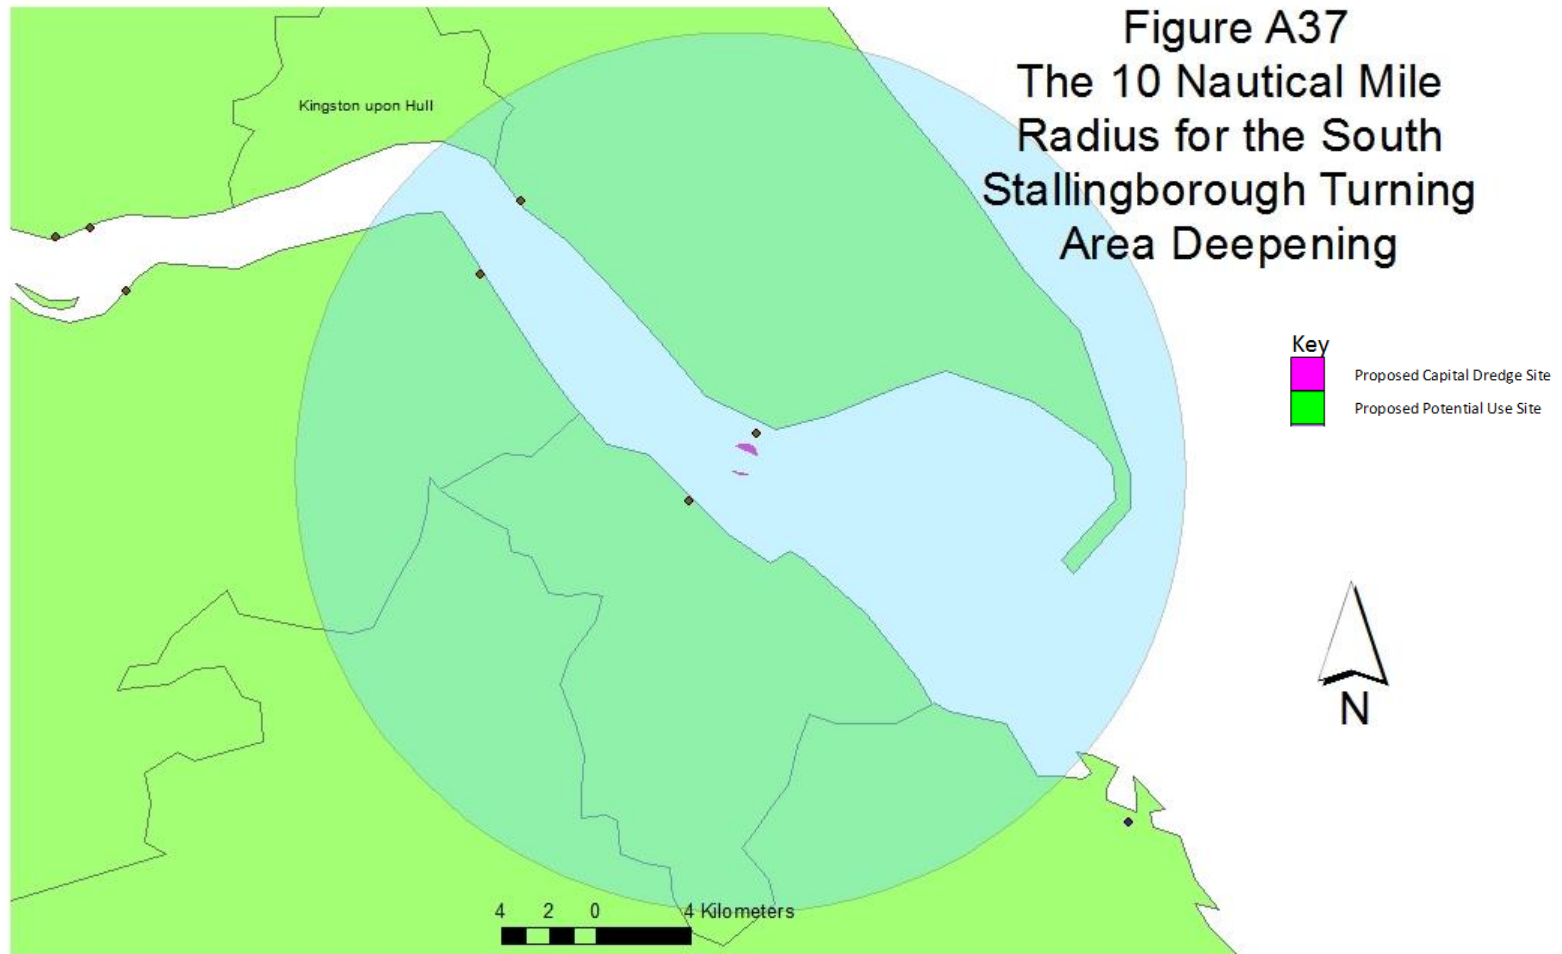 Figure A37
The 10 Nautical Mile
Radius for the South
Stallingborough Turning
Area Deepening
Kingston upon Hull
Key
Proposed Capital Dredge Site
Proposed Potential Use Site
N
4 2 0 4 Kilometers